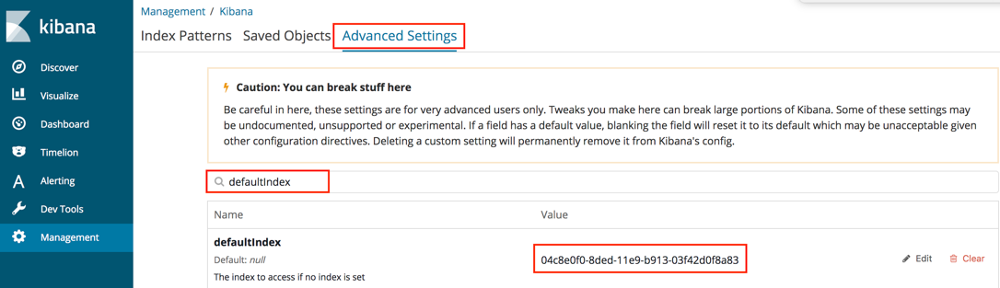 kibana
Discover
Visualize
Dashboard
Timelion
Alerting
Dev Tools
Management
Management / Kibana
Index Patterns Saved Objects Advanced Settings
Caution: You can break stuff here
Be careful in here, these settings are for very advanced users only. Tweaks you make here can break large portions of Kibana. Some of these settings may
be undocumented, unsupported or experimental. If a field has a default value, blanking the field will reset it to its default which may be unacceptable given
other configuration directives. Deleting a custom setting will permanently remove it from Kibana's config.
defaultIndex
Name Value
defaultIndex
Default: null
The index to access if no index is set
04c8e0f0-8ded-11e9-b913-03f42d0f8a83
Edit Clear